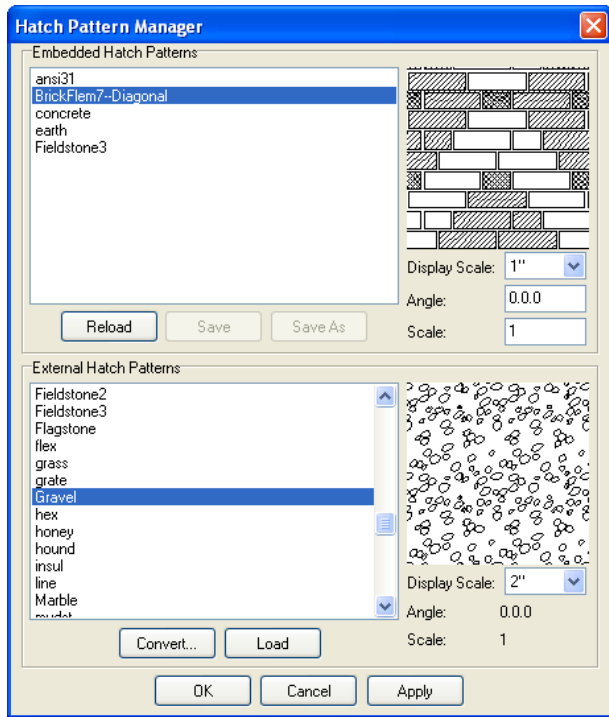 Hatch Pattern Manager
Embedded Hatch Patterns
ansi31
BrickFlem7--Diagonal
concrete
earth
Fieldstone3
Display Scale: 1"
Angle: 0.0.0
Scale: 1
Reload Save Save As
External Hatch Patterns
Fieldstone2
Fieldstone3
Flagstone
flex
grass
grate
Gravel
hex
honey
hound
insul
line
Marble
Display Scale: 2"
Angle: 0.0.0
Scale: 1
Convert... Load
OK Cancel Apply